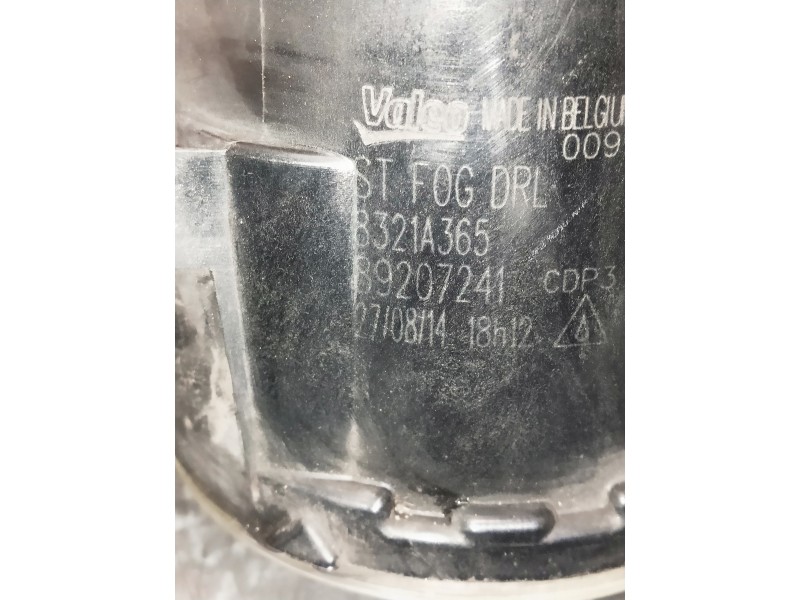 Valeo MADE IN BELGIU
009
ST FOG DRL
8321A365
89207241 CDP3
27/08/14 18h12